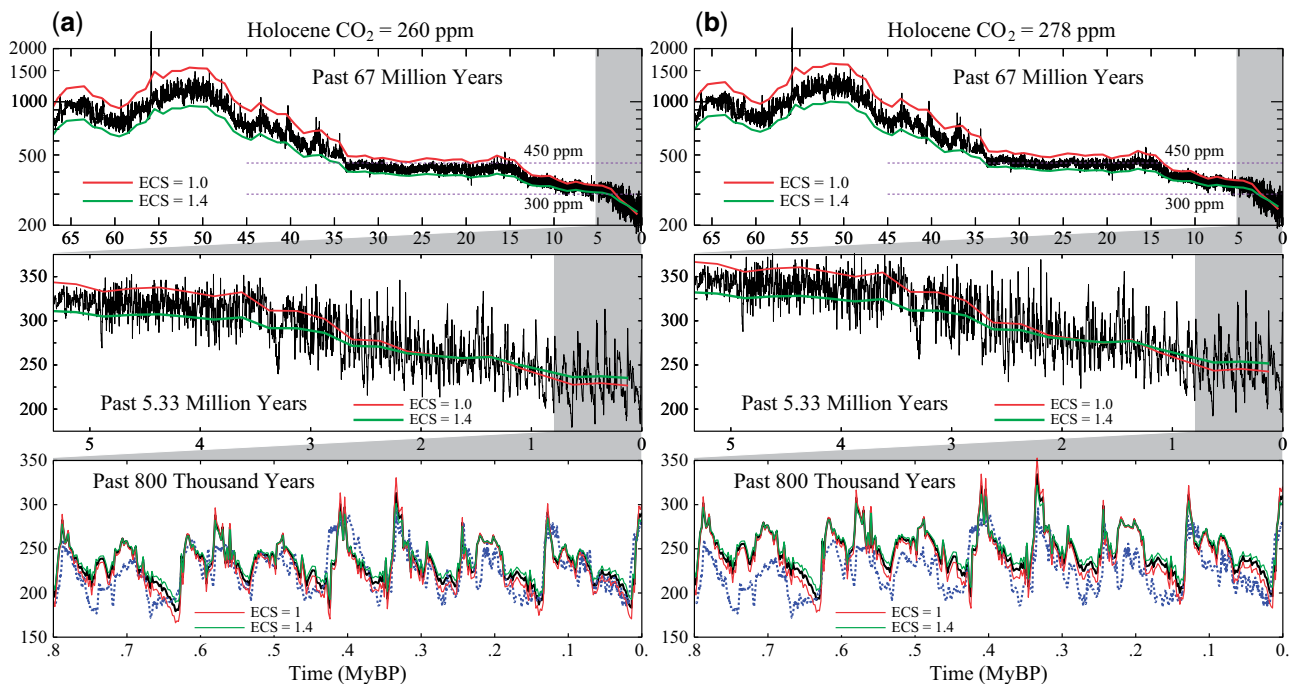 (a) Holocene CO₂ = 260 ppm
2000
1500
1000
500
200
Past 67 Million Years
450 ppm
300 ppm
ECS = 1.0
ECS = 1.4
65 60 55 50 45 40 35 30 25 20 15 10 5 0
350
300
250
200
Past 5.33 Million Years
ECS = 1.0
ECS = 1.4
5 4 3 2 1 0
350
300
250
200
150
Past 800 Thousand Years
ECS = 1
ECS = 1.4
.8 .7 .6 .5 .4 .3 .2 .1 0.
Time (MyBP)
(b) Holocene CO₂ = 278 ppm
2000
1500
1000
500
200
Past 67 Million Years
450 ppm
300 ppm
ECS = 1.0
ECS = 1.4
65 60 55 50 45 40 35 30 25 20 15 10 5 0
350
300
250
200
Past 5.33 Million Years
ECS = 1.0
ECS = 1.4
5 4 3 2 1 0
350
300
250
200
150
Past 800 Thousand Years
ECS = 1
ECS = 1.4
.8 .7 .6 .5 .4 .3 .2 .1 0.
Time (MyBP)